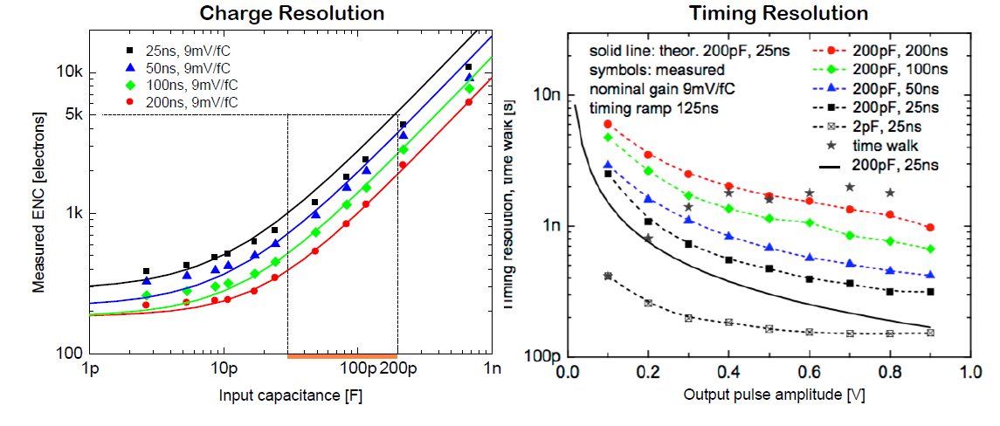 Charge Resolution
25ns, 9mV/fC
50ns, 9mV/fC
100ns, 9mV/fC
200ns, 9mV/fC
10k
5k
1k
100
Measured ENC [electrons]
1p
10p
100p
200p
1n
Input capacitance [F]
Timing Resolution
solid line: theor. 200pF, 25ns
symbols: measured
nominal gain 9mV/fC
timing ramp 125ns
200pF, 200ns
200pF, 100ns
200pF, 50ns
200pF, 25ns
2pF, 25ns
time walk
200pF, 25ns
10n
1n
100p
Timing resolution, time walk [s]
0.0
0.2
0.4
0.6
0.8
1.0
Output pulse amplitude [V]